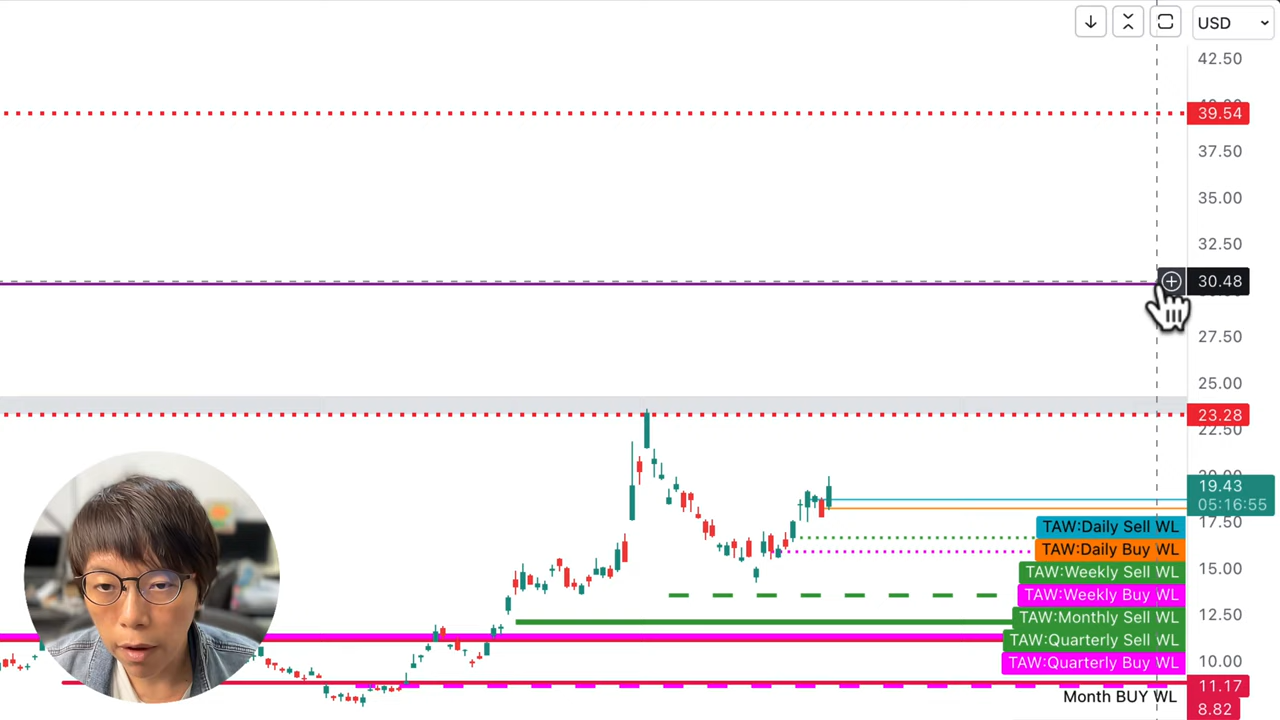 USD
42.50
39.54
37.50
35.00
32.50
30.48
27.50
25.00
23.28
22.50
19.43
05:16:55
17.50
TAW:Daily Sell WL
TAW:Daily Buy WL
15.00
TAW:Weekly Sell WL
TAW:Weekly Buy WL
12.50
TAW:Monthly Sell WL
TAW:Quarterly Sell WL
10.00
TAW:Quarterly Buy WL
11.17
Month BUY WL
8.82